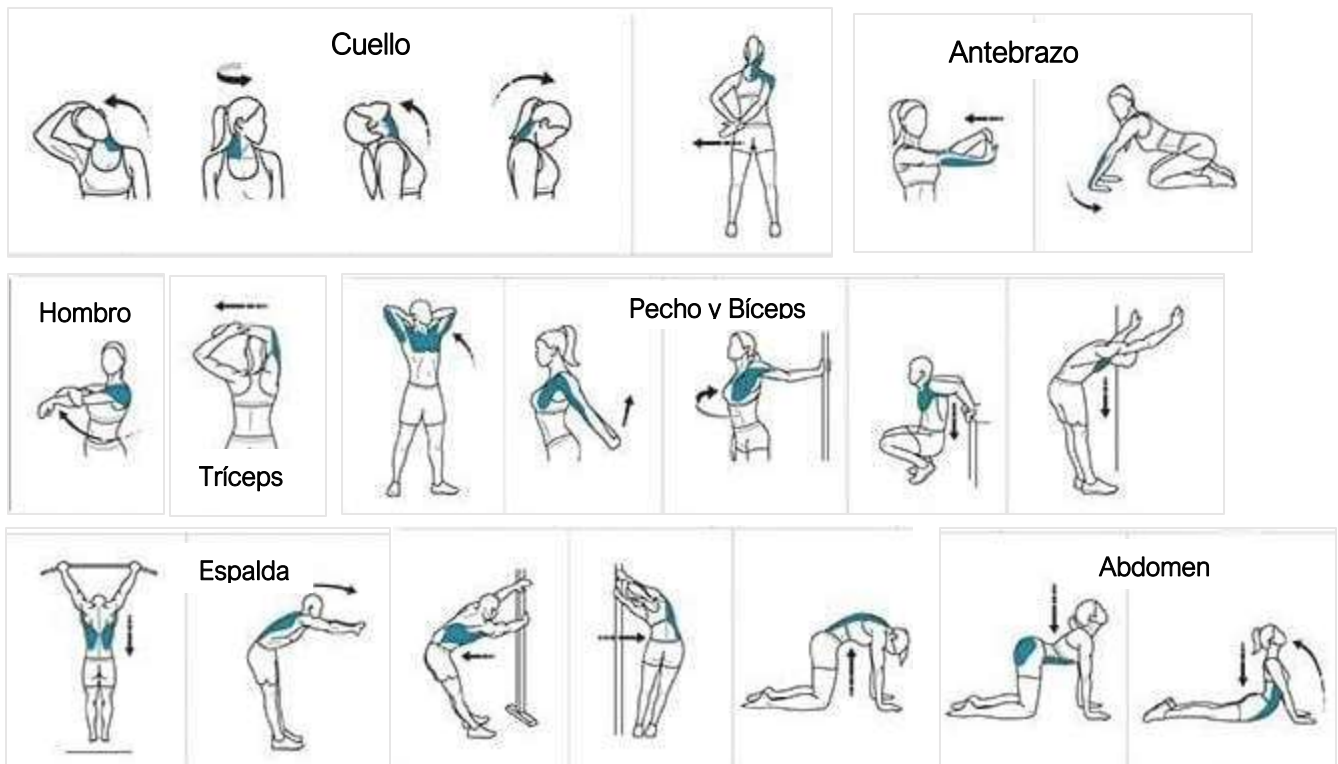 Cuello
Antebrazo
Hombro
Tríceps
Pecho y Bíceps
Espalda
Abdomen